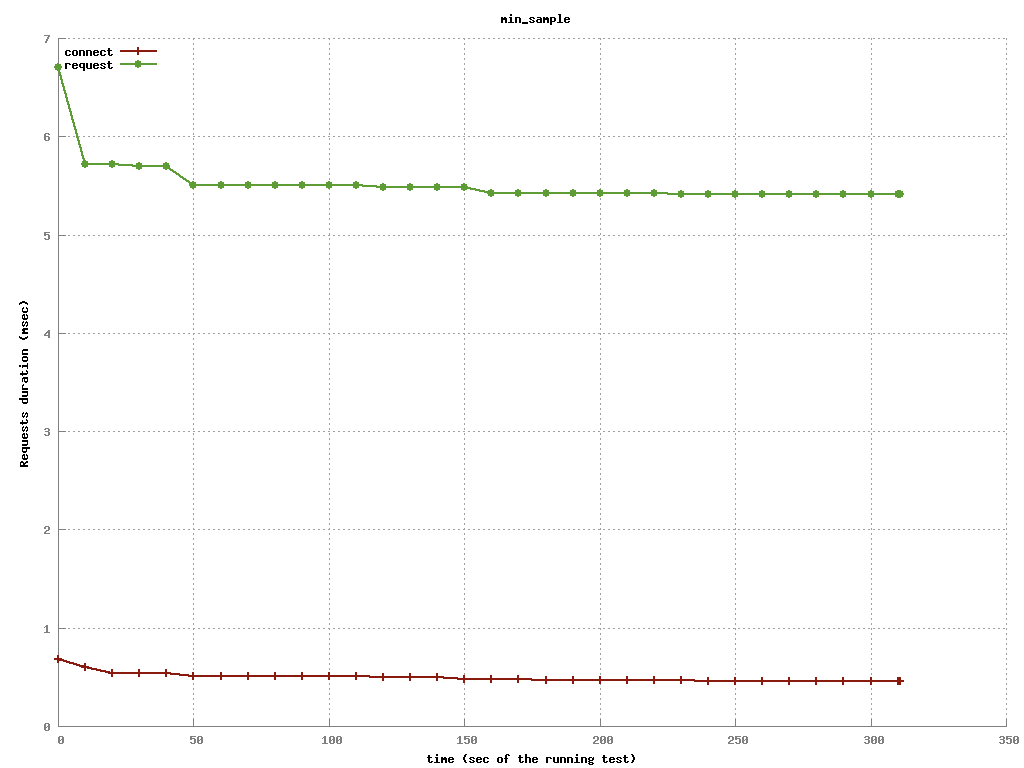 min_sample
connect
request
7
6
5
4
3
2
1
0
Requests duration (msec)
0 50 100 150 200 250 300 350
time (sec of the running test)